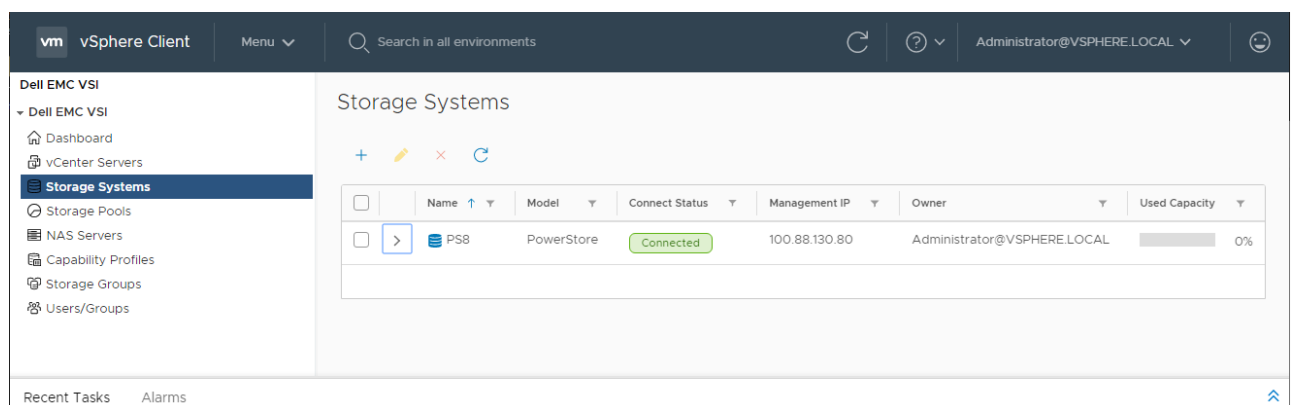 vm vSphere Client Menu Search in all environments Administrator@VSPHERE.LOCAL
Dell EMC VSI
Dell EMC VSI
Dashboard
vCenter Servers
Storage Systems
Storage Pools
NAS Servers
Capability Profiles
Storage Groups
Users/Groups
Storage Systems
Name Model Connect Status Management IP Owner Used Capacity
PS8 PowerStore Connected 100.88.130.80 Administrator@VSPHERE.LOCAL 0%
Recent Tasks Alarms